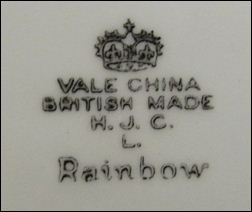 VALE CHINA
BRITISH MADE
H. J. C.
L.
Rainbow